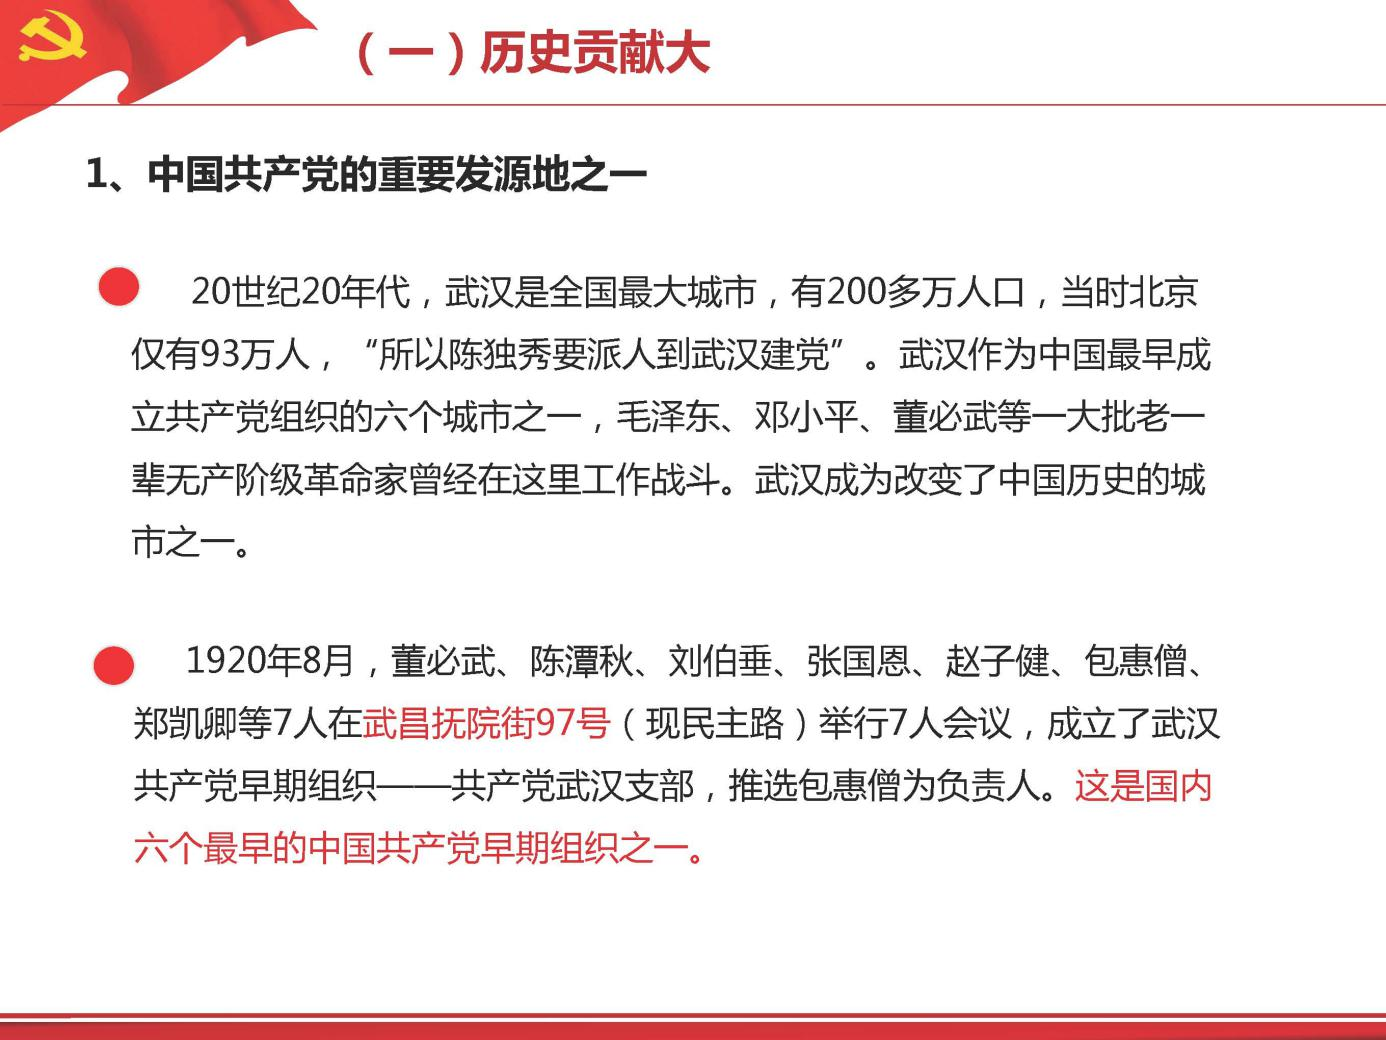 （一）历史贡献大
1、中国共产党的重要发源地之一
20世纪20年代，武汉是全国最大城市，有200多万人口，当时北京
仅有93万人，“所以陈独秀要派人到武汉建党”。武汉作为中国最早成
立共产党组织的六个城市之一，毛泽东、邓小平、董必武等一大批老一
辈无产阶级革命家曾经在这里工作战斗。武汉成为改变了中国历史的城
市之一。
1920年8月，董必武、陈潭秋、刘伯垂、张国恩、赵子健、包惠僧、
郑凯卿等7人在武昌抚院街97号（现民主路）举行7人会议，成立了武汉
共产党早期组织——共产党武汉支部，推选包惠僧为负责人。这是国内
六个最早的中国共产党早期组织之一。